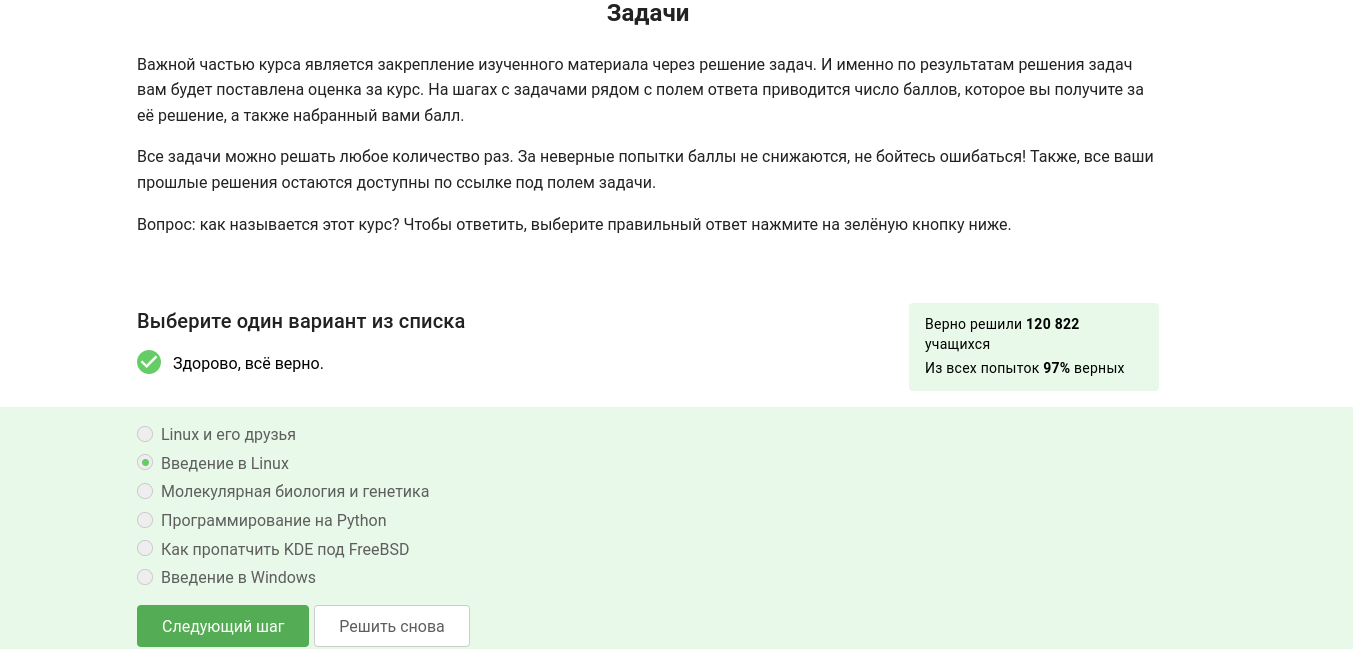 Задачи
Важной частью курса является закрепление изученного материала через решение задач. И именно по результатам решения задач
вам будет поставлена оценка за курс. На шагах с задачами рядом с полем ответа приводится число баллов, которое вы получите за
её решение, а также набранный вами балл.
Все задачи можно решать любое количество раз. За неверные попытки баллы не снижаются, не бойтесь ошибаться! Также, все ваши
прошлые решения остаются доступны по ссылке под полем задачи.
Вопрос: как называется этот курс? Чтобы ответить, выберите правильный ответ нажмите на зелёную кнопку ниже.
Выберите один вариант из списка
Здорово, всё верно.
Верно решили 120 822
учащихся
Из всех попыток 97% верных
Linux и его друзья
Введение в Linux
Молекулярная биология и генетика
Программирование на Python
Как пропатчить KDE под FreeBSD
Введение в Windows
Следующий шаг
Решить снова